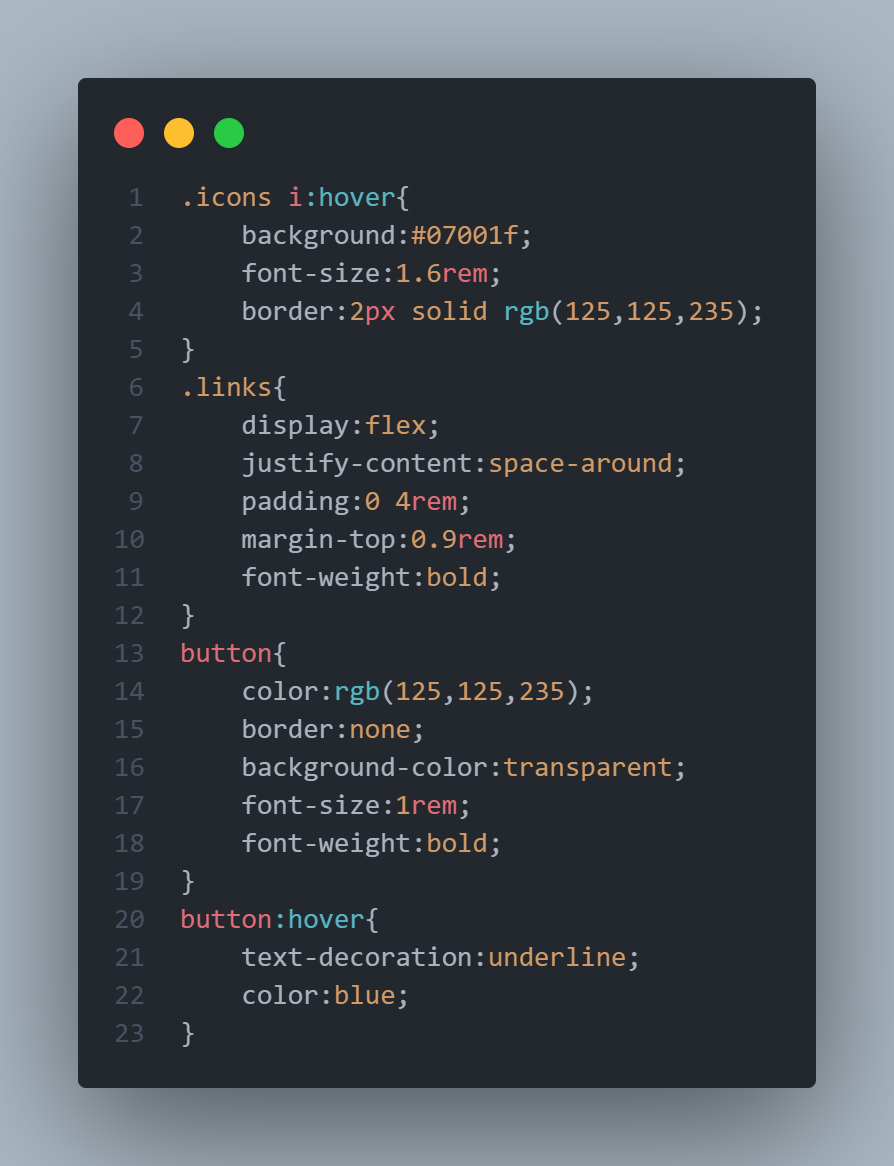 1 .icons i:hover{
2     background:#07001f;
3     font-size:1.6rem;
4     border:2px solid rgb(125,125,235);
5 }
6 .links{
7     display:flex;
8     justify-content:space-around;
9     padding:0 4rem;
10     margin-top:0.9rem;
11     font-weight:bold;
12 }
13 button{
14     color:rgb(125,125,235);
15     border:none;
16     background-color:transparent;
17     font-size:1rem;
18     font-weight:bold;
19 }
20 button:hover{
21     text-decoration:underline;
22     color:blue;
23 }